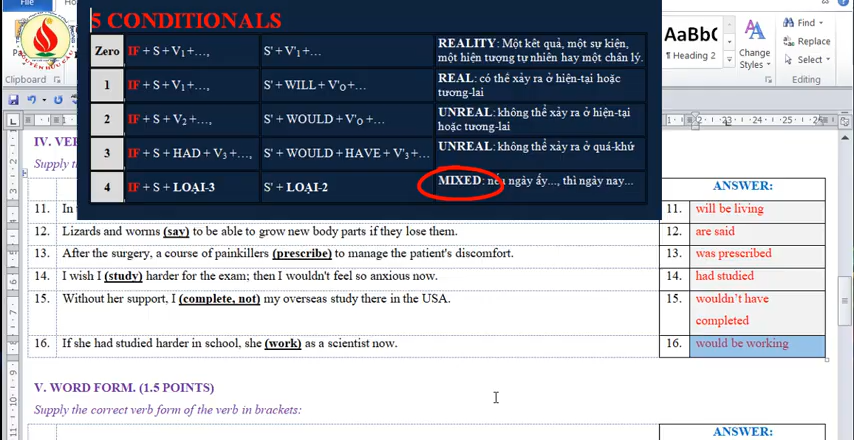 File
5 CONDITIONALS
Zero
IF + S + V1 +…,
S' + V'1 +…
REALITY: Một kết quả, một sự kiện, một hiện tượng tự nhiên hay một chân lý.
1
IF + S + V1 +…,
S' + WILL + V'O +…
REAL: có thể xảy ra ở hiện-tại hoặc tương-lai
2
IF + S + V2 +…,
S' + WOULD + V'O +…
UNREAL: không thể xảy ra ở hiện-tại hoặc tương-lai
3
IF + S + HAD + V3 +…,
S' + WOULD + HAVE + V'3 +…
UNREAL: không thể xảy ra ở quá-khứ
4
IF + S + LOẠI-3
S' + LOẠI-2
MIXED: nếu ngày ấy…, thì ngày nay…
AaBbC
¶ Heading 2
Change
Styles
Find
Replace
Select
Editing
Clipboard
IV. VE
Supply
ANSWER:
11. In
11. will be living
12. Lizards and worms (say) to be able to grow new body parts if they lose them.
12. are said
13. After the surgery, a course of painkillers (prescribe) to manage the patient's discomfort.
13. was prescribed
14. I wish I (study) harder for the exam; then I wouldn't feel so anxious now.
14. had studied
15. Without her support, I (complete, not) my overseas study there in the USA.
15. wouldn't have
completed
16. If she had studied harder in school, she (work) as a scientist now.
16. would be working
V. WORD FORM. (1.5 POINTS)
Supply the correct verb form of the verb in brackets:
ANSWER: